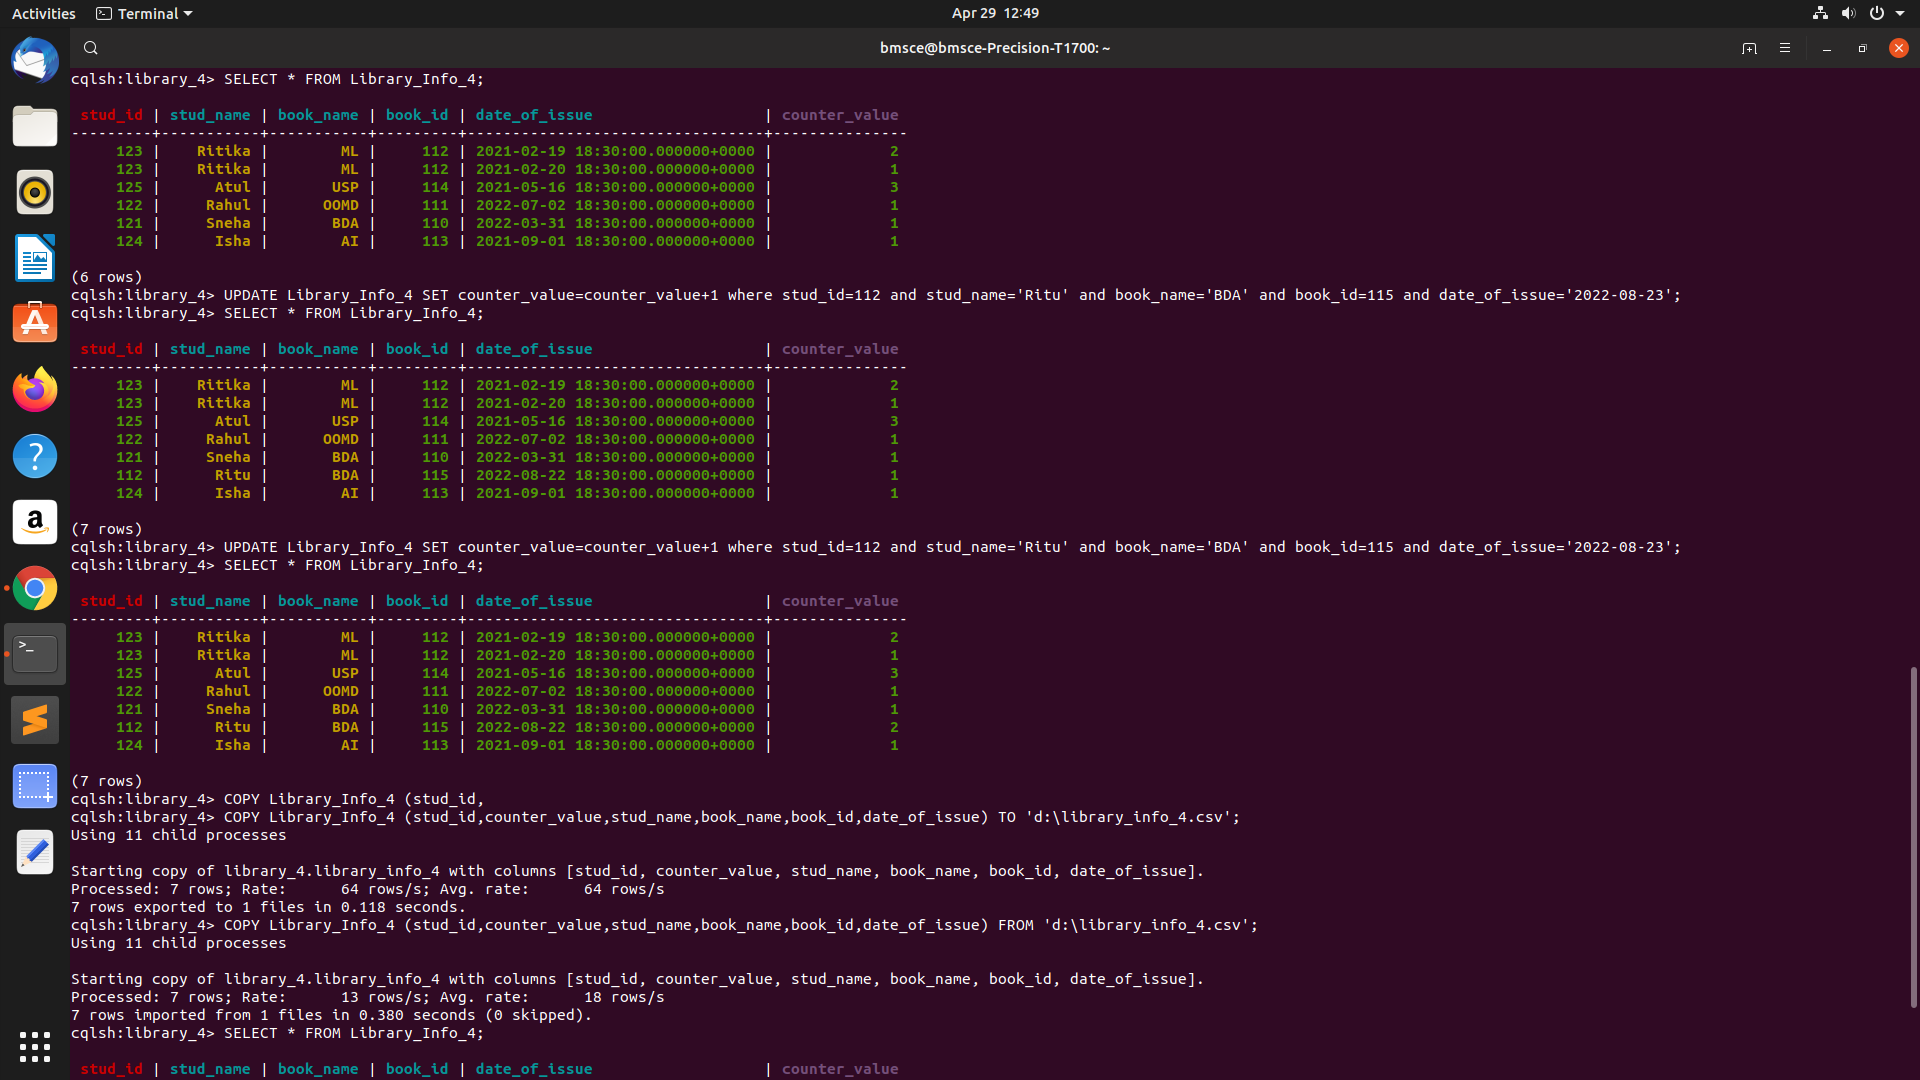 Activities Terminal Apr 29 12:49
bmsce@bmsce-Precision-T1700: ~
cqlsh:library_4> SELECT * FROM Library_Info_4;
stud_id | stud_name | book_name | book_id | date_of_issue | counter_value
---------+-----------+-----------+---------+---------------------------------+---------------
123 | Ritika | ML | 112 | 2021-02-19 18:30:00.000000+0000 | 2
123 | Rittka | ML | 112 | 2021-02-20 18:30:00.000000+0000 | 1
125 | Atul | USP | 114 | 2021-05-16 18:30:00.000000+0000 | 3
122 | Rahul | OOMD | 111 | 2022-07-02 18:30:00.000000+0000 | 1
121 | Sneha | BDA | 110 | 2022-03-31 18:30:00.000000+0000 | 1
124 | Isha | AI | 113 | 2021-09-01 18:30:00.000000+0000 | 1
(6 rows)
cqlsh:library_4> UPDATE Library_Info_4 SET counter_value=counter_value+1 where stud_id=112 and stud_name='Ritu' and book_name='BDA' and book_id=115 and date_of_issue='2022-08-23';
cqlsh:library_4> SELECT * FROM Library_Info_4;
stud_id | stud_name | book_name | book_id | date_of_issue | counter_value
---------+-----------+-----------+---------+---------------------------------+---------------
123 | Ritika | ML | 112 | 2021-02-19 18:30:00.000000+0000 | 2
123 | Ritika | ML | 112 | 2021-02-20 18:30:00.000000+0000 | 1
125 | Atul | USP | 114 | 2021-05-16 18:30:00.000000+0000 | 3
122 | Rahul | OOMD | 111 | 2022-07-02 18:30:00.000000+0000 | 1
121 | Sneha | BDA | 110 | 2022-03-31 18:30:00.000000+0000 | 1
112 | Ritu | BDA | 115 | 2022-08-22 18:30:00.000000+0000 | 1
124 | Isha | AI | 113 | 2021-09-01 18:30:00.000000+0000 | 1
(7 rows)
cqlsh:library_4> UPDATE Library_Info_4 SET counter_value=counter_value+1 where stud_id=112 and stud_name='Ritu' and book_name='BDA' and book_id=115 and date_of_issue='2022-08-23';
cqlsh:library_4> SELECT * FROM Library_Info_4;
stud_id | stud_name | book_name | book_id | date_of_issue | counter_value
---------+-----------+-----------+---------+---------------------------------+---------------
123 | Ritika | ML | 112 | 2021-02-19 18:30:00.000000+0000 | 2
123 | Ritika | ML | 112 | 2021-02-20 18:30:00.000000+0000 | 1
125 | Atul | USP | 114 | 2021-05-16 18:30:00.000000+0000 | 3
122 | Rahul | OOMD | 111 | 2022-07-02 18:30:00.000000+0000 | 1
121 | Sneha | BDA | 110 | 2022-03-31 18:30:00.000000+0000 | 1
112 | Ritu | BDA | 115 | 2022-08-22 18:30:00.000000+0000 | 2
124 | Isha | AI | 113 | 2021-09-01 18:30:00.000000+0000 | 1
(7 rows)
cqlsh:library_4> COPY Library_Info_4 (stud_id,
cqlsh:library_4> COPY Library_Info_4 (stud_id,counter_value,stud_name,book_name,book_id,date_of_issue) TO 'd:\library_info_4.csv';
Using 11 child processes
Starting copy of library_4.library_info_4 with columns [stud_id, counter_value, stud_name, book_name, book_id, date_of_issue].
Processed: 7 rows; Rate: 64 rows/s; Avg. rate: 64 rows/s
7 rows exported to 1 files in 0.118 seconds.
cqlsh:library_4> COPY Library_Info_4 (stud_id,counter_value,stud_name,book_name,book_id,date_of_issue) FROM 'd:\library_info_4.csv';
Using 11 child processes
Starting copy of library_4.library_info_4 with columns [stud_id, counter_value, stud_name, book_name, book_id, date_of_issue].
Processed: 7 rows; Rate: 13 rows/s; Avg. rate: 18 rows/s
7 rows imported from 1 files in 0.380 seconds (0 skipped).
cqlsh:library_4> SELECT * FROM Library_Info_4;
stud_id | stud_name | book_name | book_id | date_of_issue | counter_value